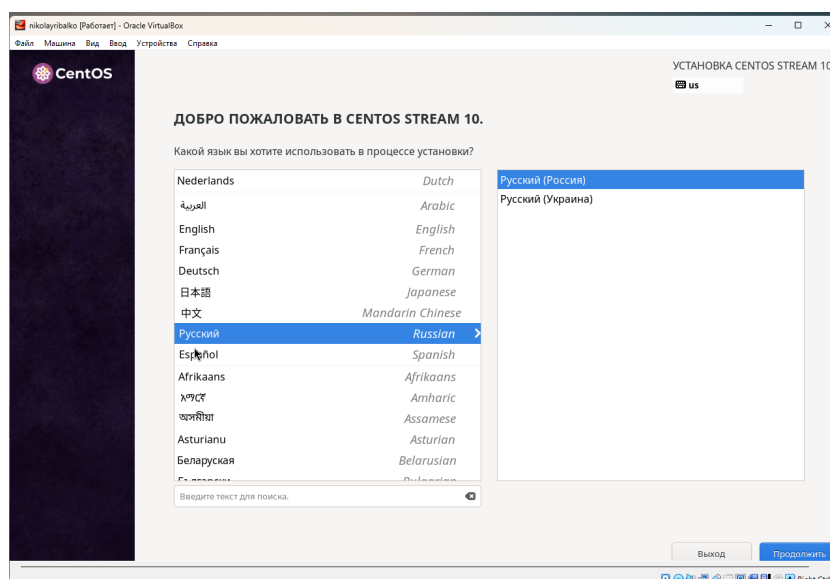 nikolayribalko [Работает] - Oracle VirtualBox
Файл Машина Вид Ввод Устройства Справка
CentOS
УСТАНОВКА CENTOS STREAM 10
us
ДОБРО ПОЖАЛОВАТЬ В CENTOS STREAM 10.
Какой язык вы хотите использовать в процессе установки?
Nederlands Dutch
العربية Arabic
English English
Français French
Deutsch German
日本語 Japanese
中文 Mandarin Chinese
Русский Russian
Español Spanish
Afrikaans Afrikaans
አማርኛ Amharic
অসমীয়া Assamese
Asturianu Asturian
Беларуская Belarusian
Български Bulgarian
Русский (Россия)
Русский (Украина)
Введите текст для поиска.
Выход
Продолжить